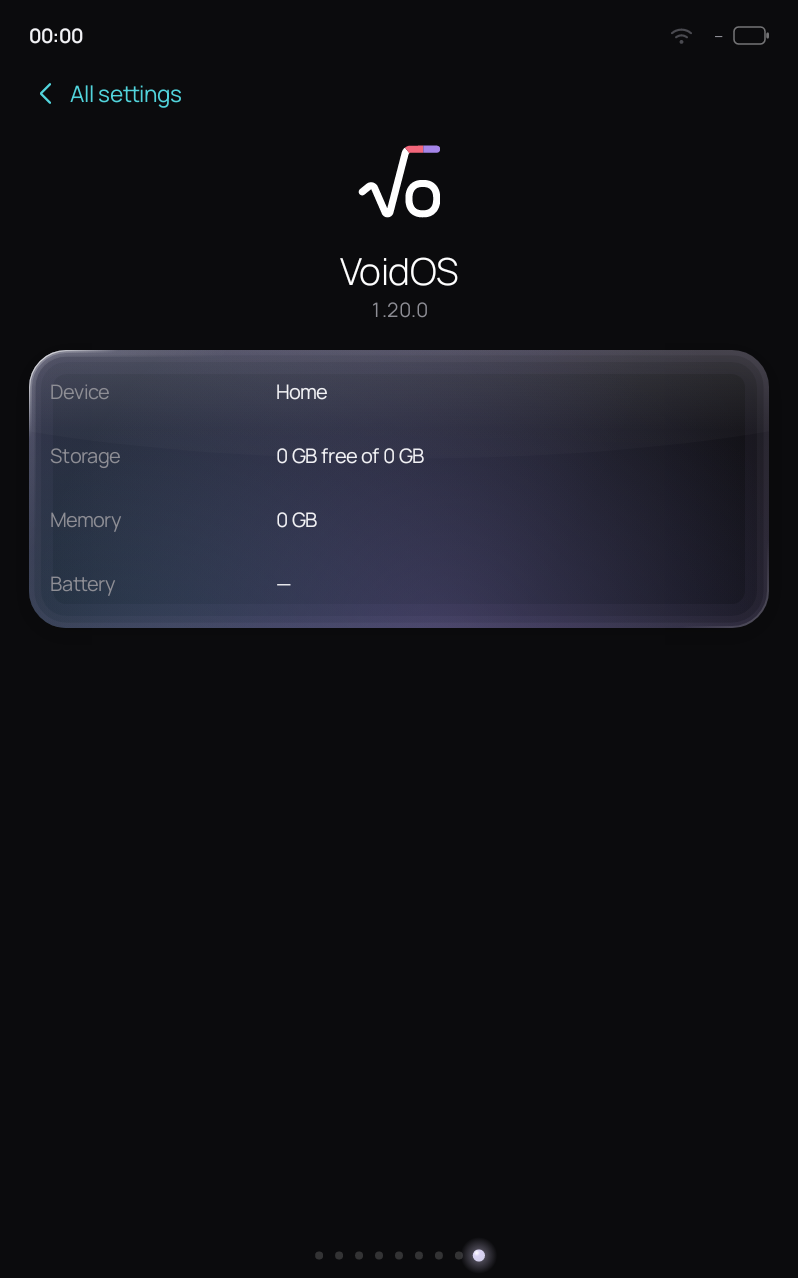 00:00
–
All settings
√o
VoidOS
1.20.0
Device Home
Storage 0 GB free of 0 GB
Memory 0 GB
Battery —